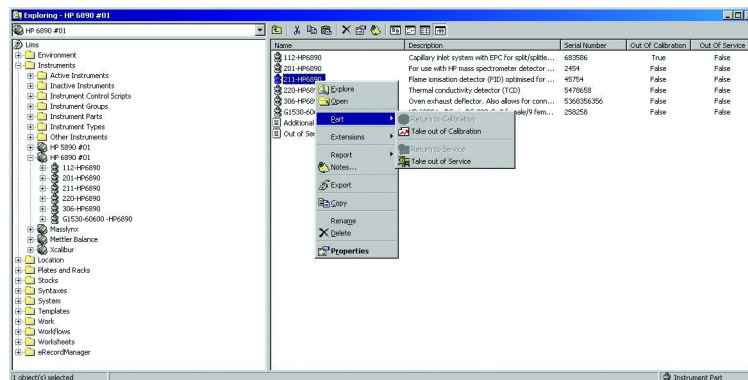 Exploring - HP 6890 #01
HP 6890 #01
Lims
Environment
Instruments
Active Instruments
Inactive Instruments
Instrument Control Scripts
Instrument Groups
Instrument Parts
Instrument Types
Other Instruments
HP 5890 #01
HP 6890 #01
112-HP6890
201-HP6890
211-HP6890
220-HP6890
306-HP6890
G1530-60600 -HP6890
Masslynx
Mettler Balance
Xcalibur
Location
Plates and Racks
Stocks
Syntaxes
System
Templates
Work
Workflows
Worksheets
eRecordManager
Name Description Serial Number Out Of Calibration Out Of Service
112-HP6890 Capillary inlet system with EPC for split/splitle... 683586 True False
201-HP6890 For use with HP mass spectrometer detector ... 2454 False False
211-HP6890 Flame ionisation detector (FID) optimised for ... 45754 False False
220-HP689 Thermal conductivity detector (TCD) 5478658 False False
306-HP689 Oven exhaust deflector. Also allows for conn... 5368356356 False False
G1530-60 male/9 fem... 258258 False False
Additional
Out of Ser
Explore
Open
Part
Extensions
Report
Notes...
Export
Copy
Rename
Delete
Properties
Return to Calibration
Take out of Calibration
Return to Service
Take out of Service
1 object(s) selected
Instrument Part